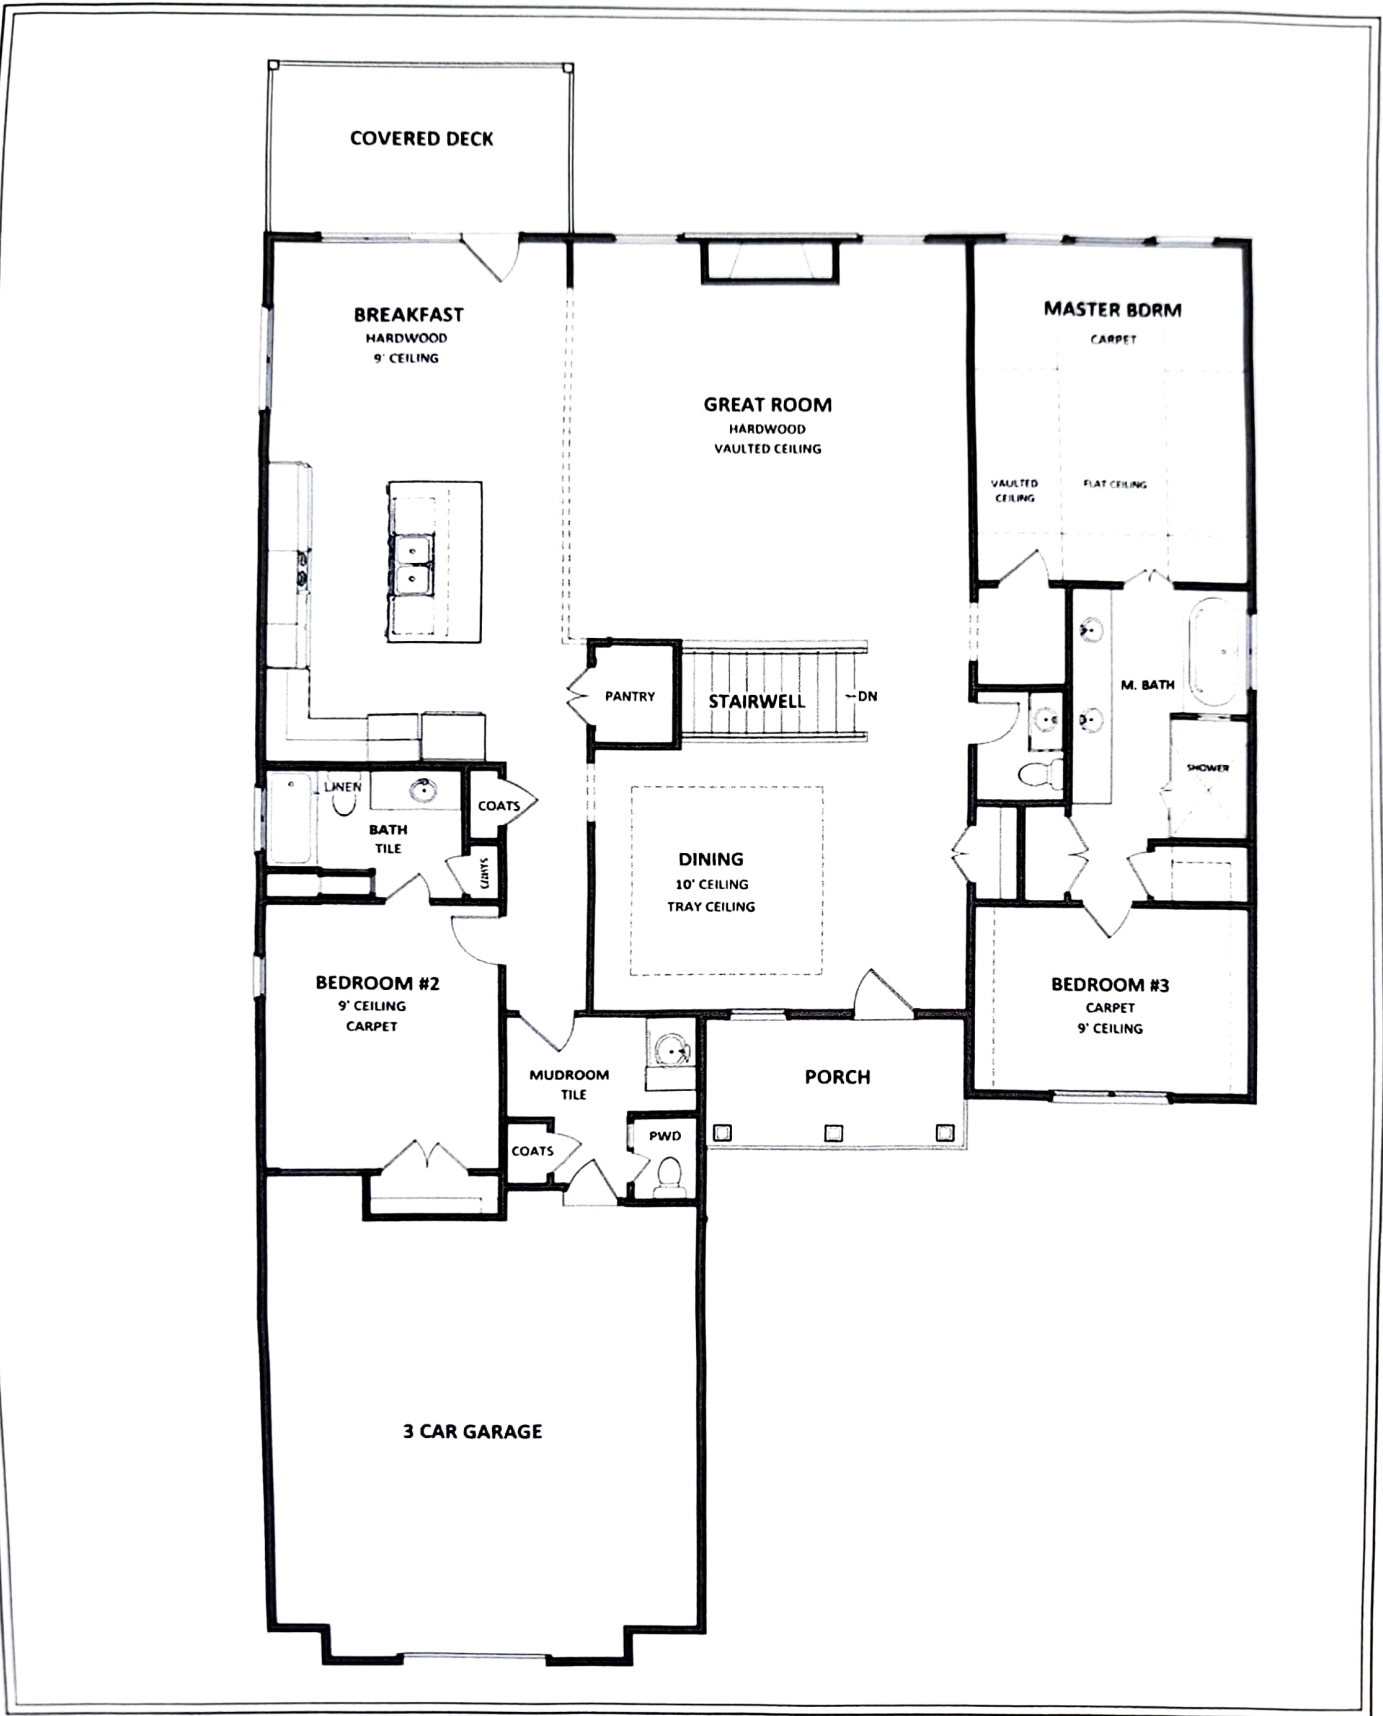 COVERED DECK
BREAKFAST
HARDWOOD
9' CEILING
GREAT ROOM
HARDWOOD
VAULTED CEILING
MASTER BDRM
CARPET
VAULTED
CEILING
FLAT CEILING
PANTRY
STAIRWELL
DN
M. BATH
SHOWER
LINEN
BATH
TILE
COATS
DINING
10' CEILING
TRAY CEILING
BEDROOM #2
9' CEILING
CARPET
BEDROOM #3
CARPET
9' CEILING
MUDROOM
TILE
COATS
PWD
PORCH
3 CAR GARAGE